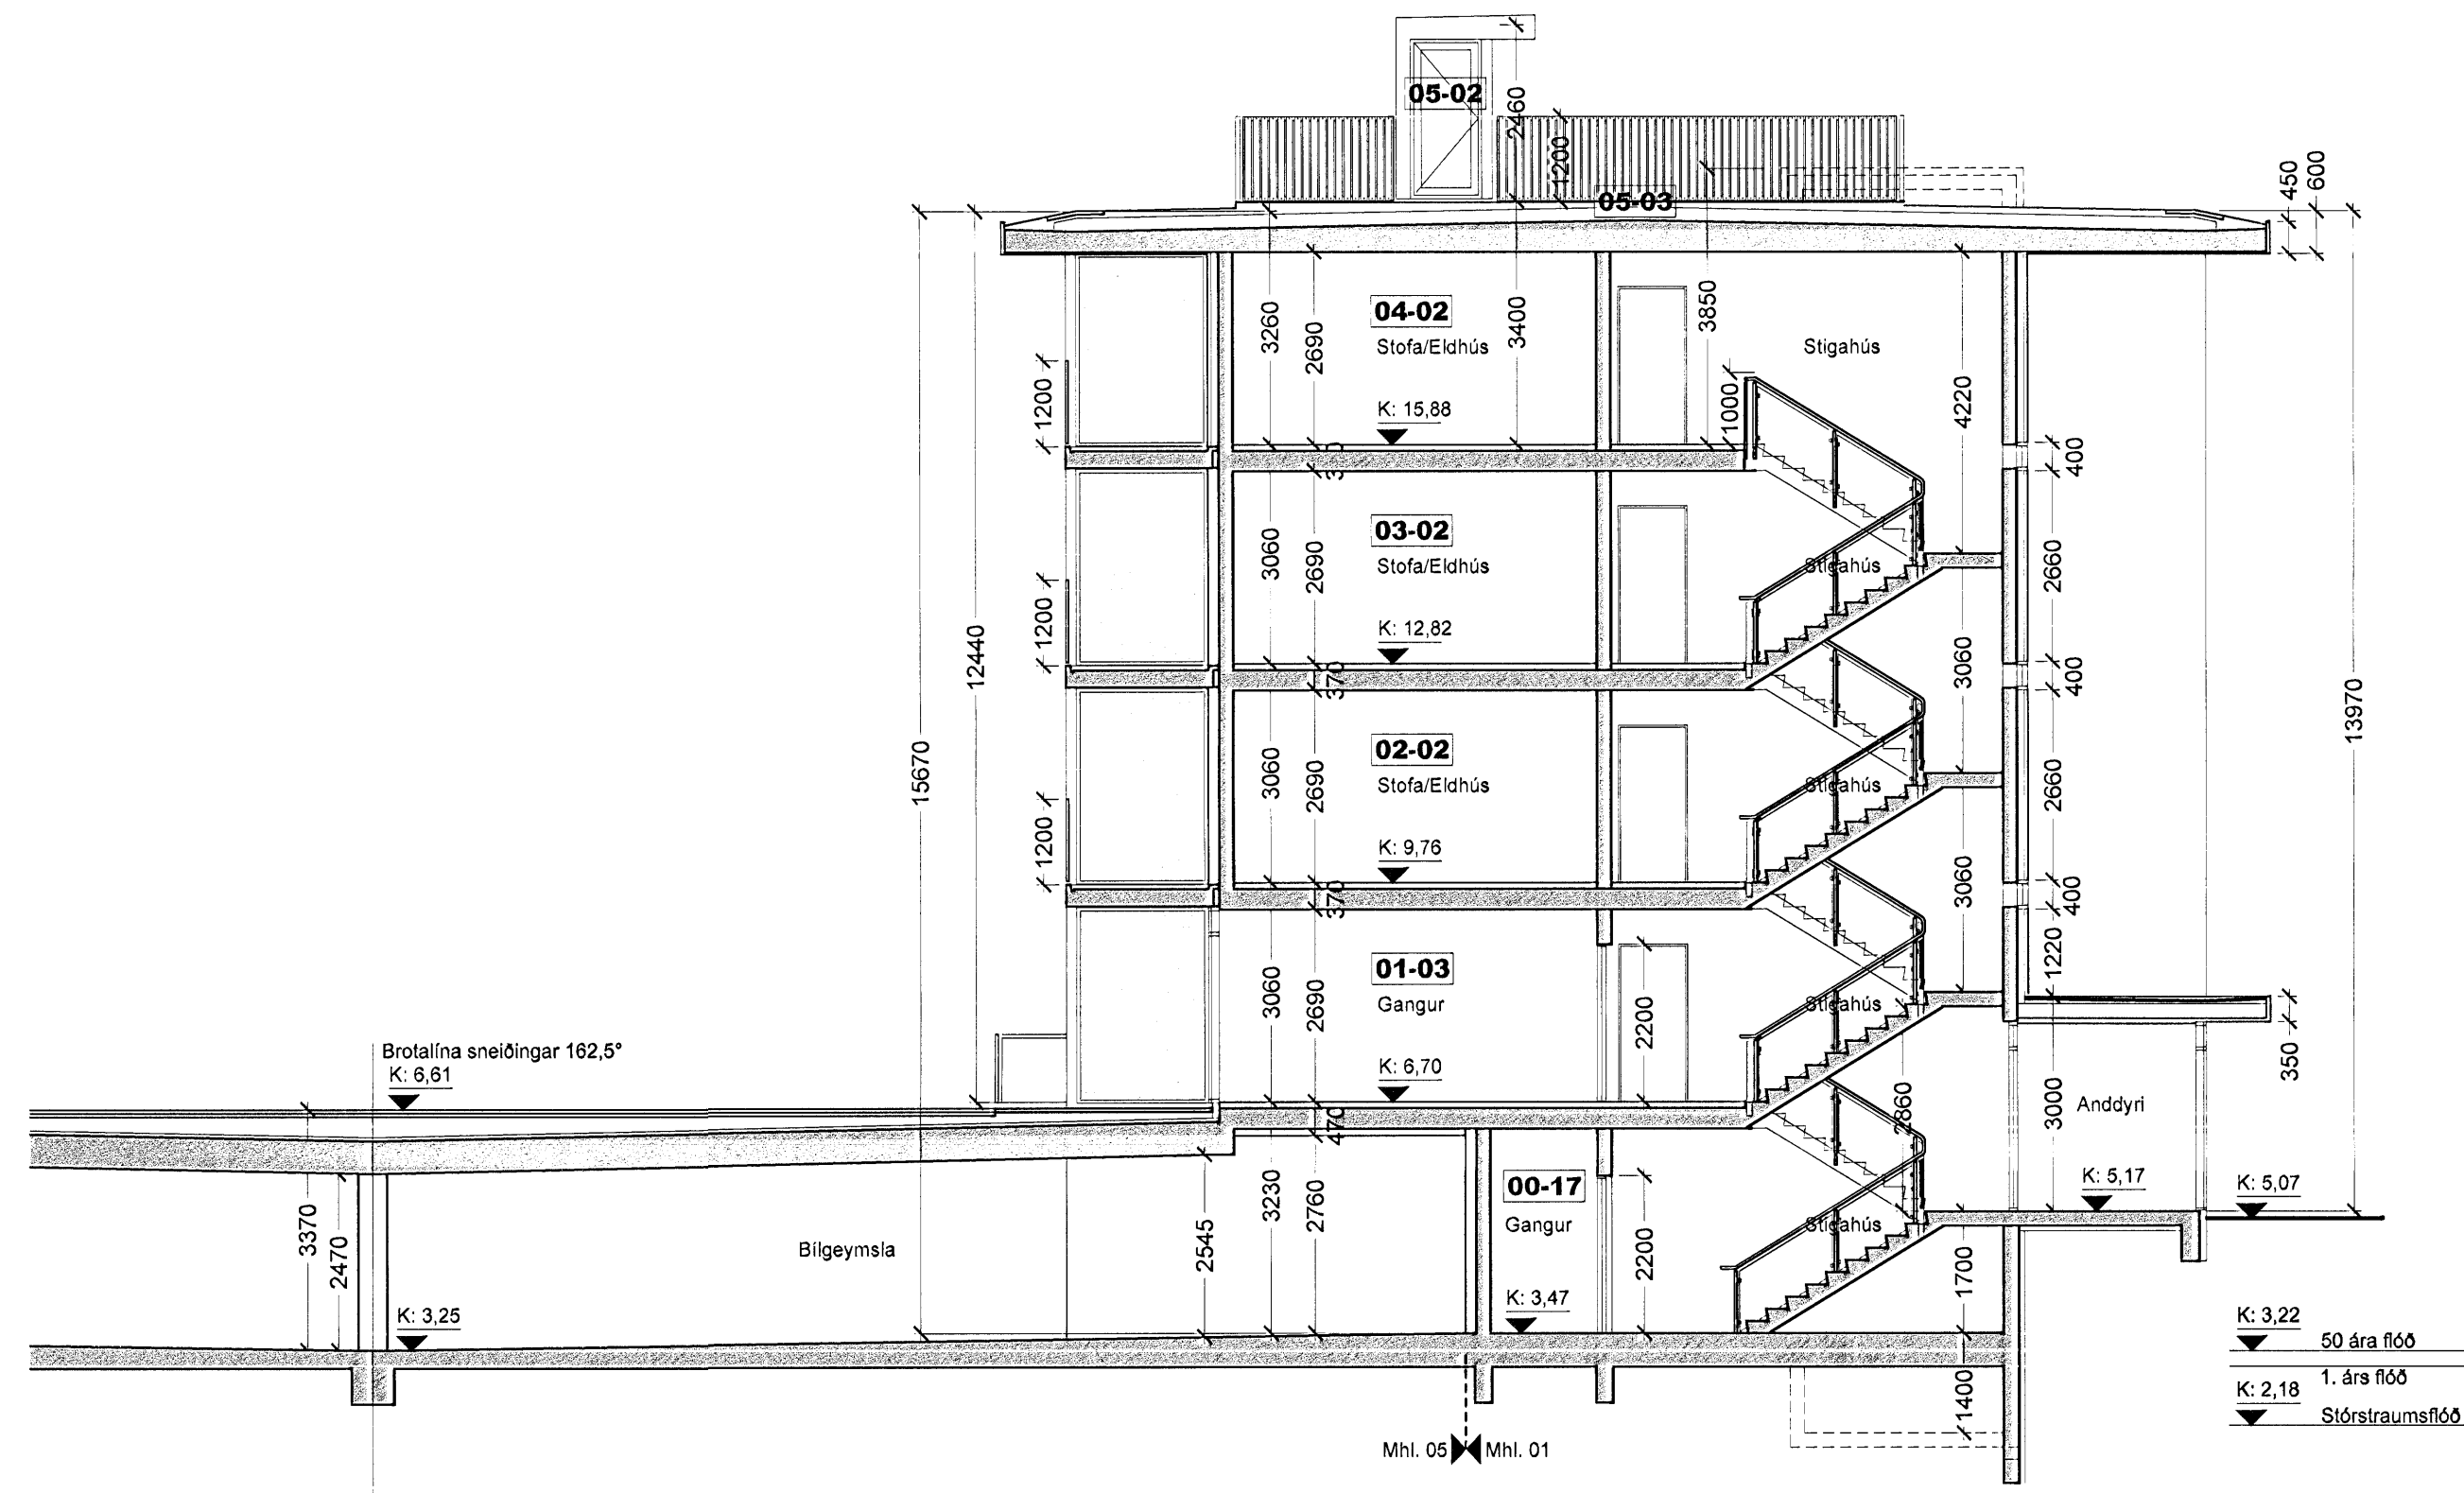 05-02
2460
1200
05-03
450
600
3260
2690
04-02
Stofa/Eldhús
3400
3850
Stigahús
K: 15,88
1200
1000
4220
400
03-02
Stofa/Eldhús
3060
2690
Stigahús
2660
K: 12,82
1200
12440
370
3060
400
13970
15670
02-02
Stofa/Eldhús
3060
2690
Stigahús
2660
K: 9,76
1200
370
3060
400
1220
01-03
Gangur
3060
2690
2200
Stigahús
350
Brotalína sneiðingar 162,5°
K: 6,61
K: 6,70
470
2860
3000
Anddyri
K: 5,17
K: 5,07
00-17
Gangur
3370
2470
Bílgeymsla
2545
3230
2760
2200
Stigahús
1700
K: 3,25
K: 3,47
K: 3,22
50 ára flóð
1. árs flóð
K: 2,18
Stórstraumsflóð
1400
Mhl. 05
Mhl. 01